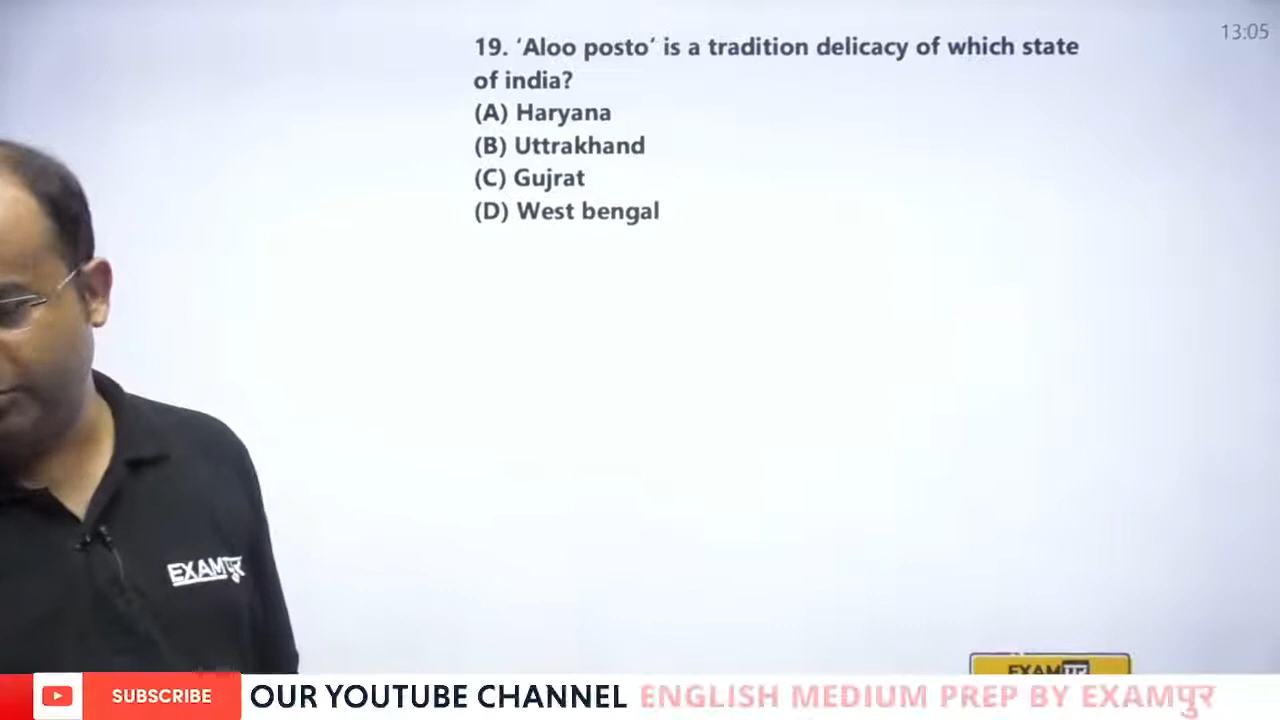 13:05
19. ‘Aloo posto’ is a tradition delicacy of which state
of india?
(A) Haryana
(B) Uttrakhand
(C) Gujrat
(D) West bengal
EXAMपुर
EXAMपुर
SUBSCRIBE OUR YOUTUBE CHANNEL ENGLISH MEDIUM PREP BY EXAMपुर